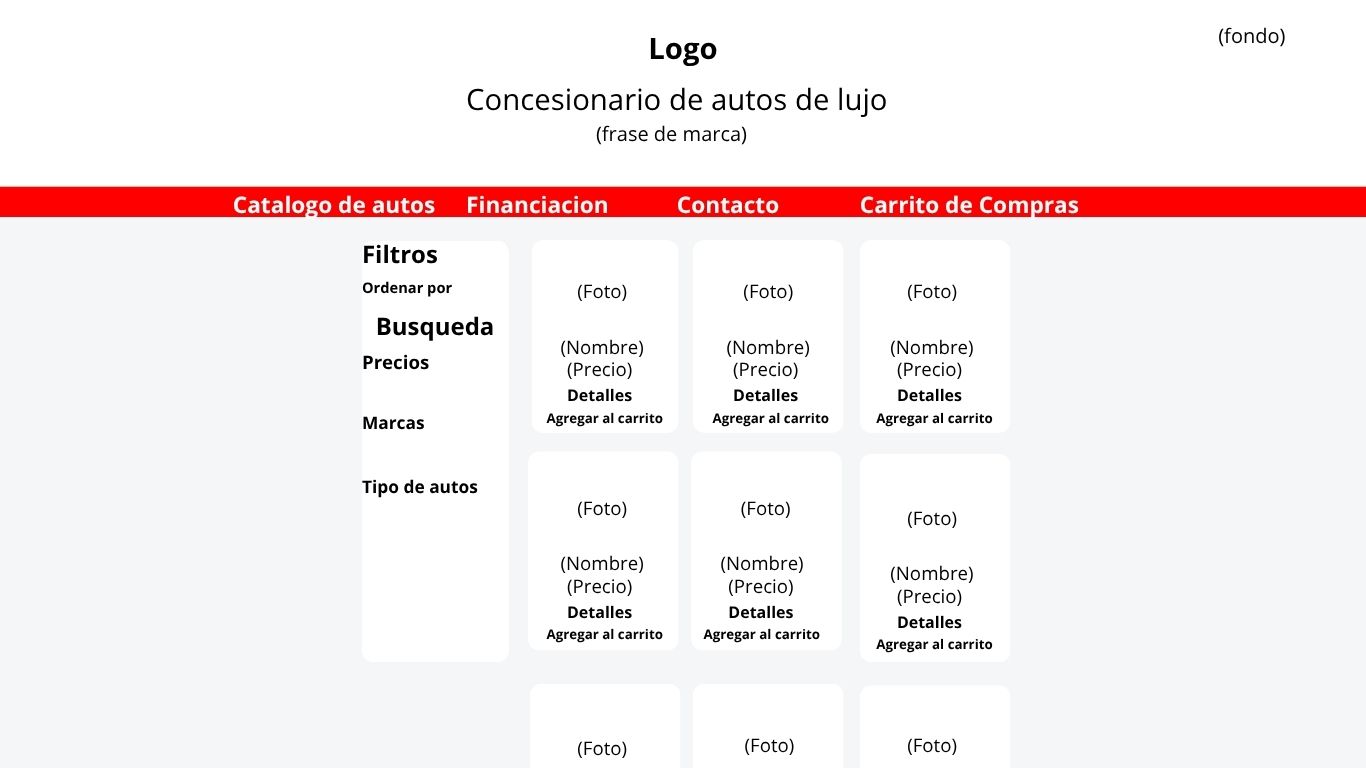 (fondo)
Logo
Concesionario de autos de lujo
(frase de marca)
Catalogo de autos Financiacion Contacto Carrito de Compras
Filtros
Ordenar por
Busqueda
Precios
Marcas
Tipo de autos
(Foto) (Foto) (Foto)
(Nombre) (Nombre) (Nombre)
(Precio) (Precio) (Precio)
Detalles Detalles Detalles
Agregar al carrito Agregar al carrito Agregar al carrito
(Foto) (Foto) (Foto)
(Nombre) (Nombre) (Nombre)
(Precio) (Precio) (Precio)
Detalles Detalles Detalles
Agregar al carrito Agregar al carrito Agregar al carrito
(Foto) (Foto) (Foto)